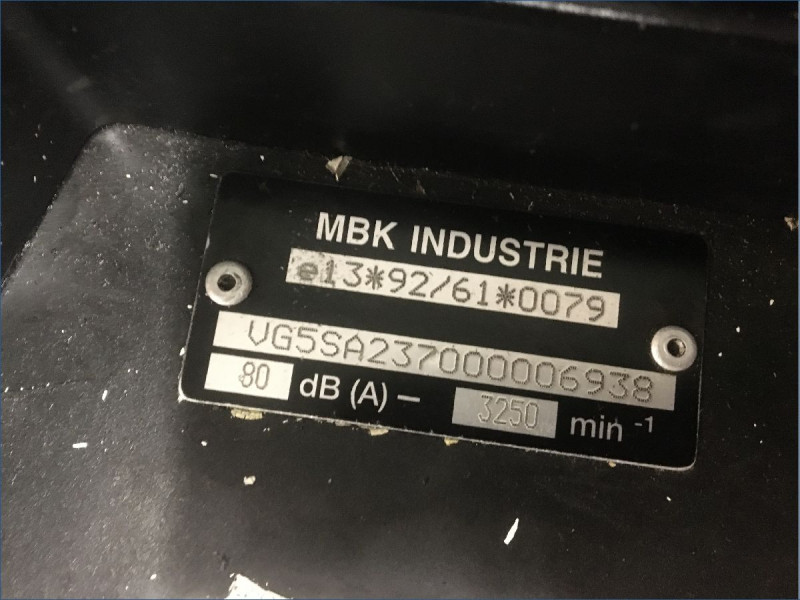 MBK INDUSTRIE
e13*92/61*0079
VG5SA237000006938
80 dB (A) – 3250 min -1